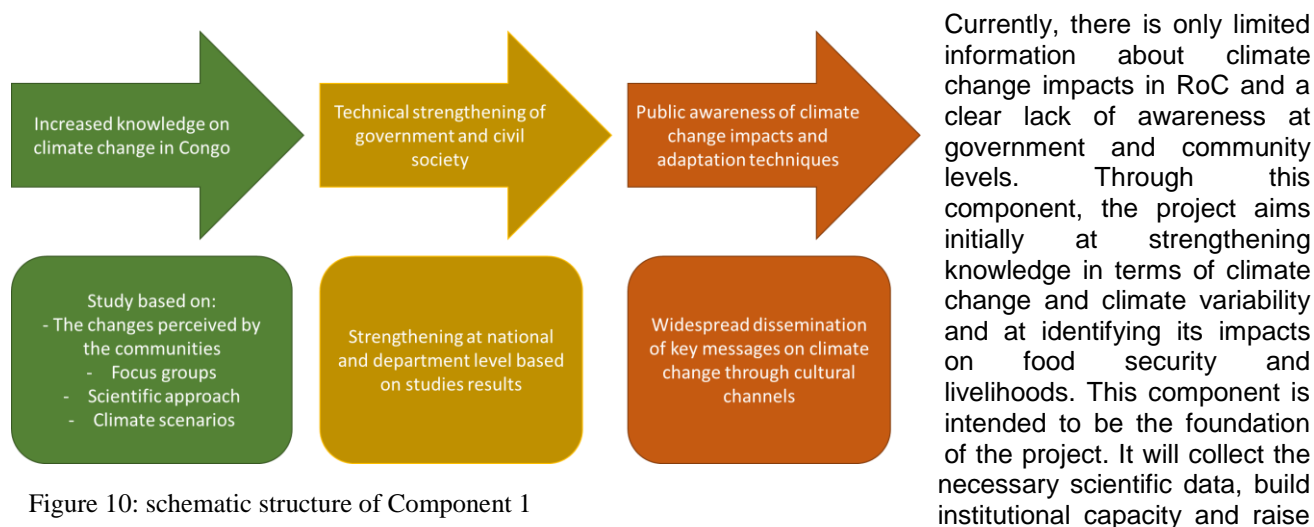 Increased knowledge on
climate change in Congo
Technical strengthening of
government and civil
society
Public awareness of climate
change impacts and
adaptation techniques
Study based on:
- The changes perceived by
the communities
- Focus groups
- Scientific approach
- Climate scenarios
Strengthening at national
and department level based
on studies results
Widespread dissemination
of key messages on climate
change through cultural
channels
Figure 10: schematic structure of Component 1
Currently, there is only limited
information about climate
change impacts in RoC and a
clear lack of awareness at
government and community
levels. Through this
component, the project aims
initially at strengthening
knowledge in terms of climate
change and climate variability
and at identifying its impacts
on food security and
livelihoods. This component is
intended to be the foundation
of the project. It will collect the
necessary scientific data, build
institutional capacity and raise